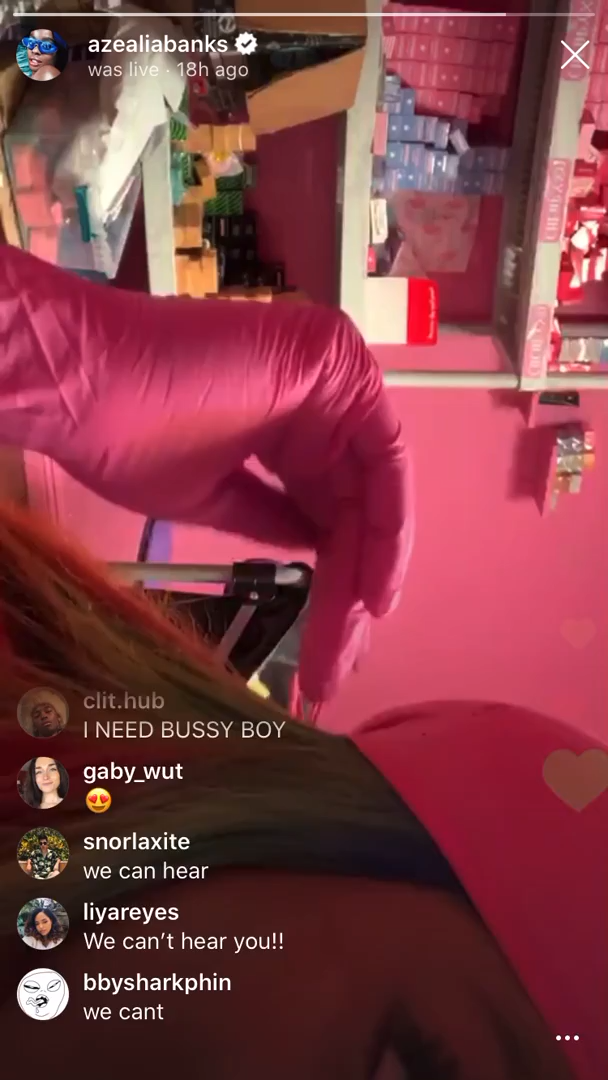 azealiabanks
was live · 18h ago
clit.hub
I NEED BUSSY BOY
gaby_wut
😍
snorlaxite
we can hear
liyareyes
We can’t hear you!!
bbysharkphin
we cant